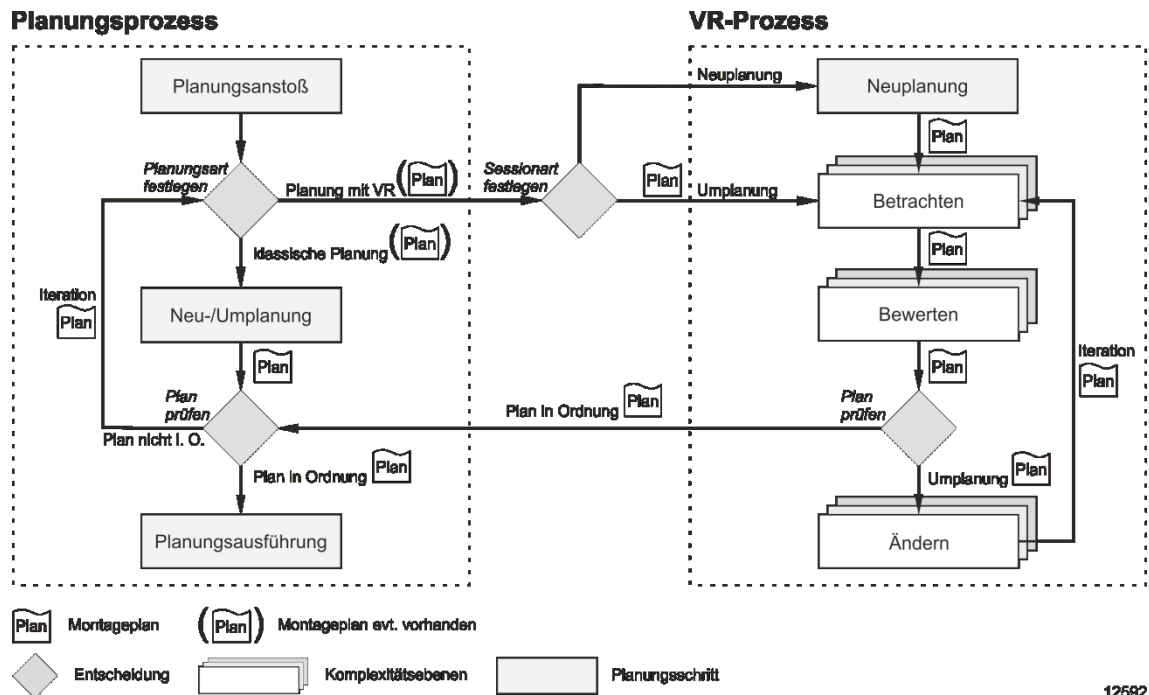 Planungsprozess
VR-Prozess
Planungsanstoß
Planungsart
festlegen
Planung mit VR (Plan)
klassische Planung (Plan)
Iteration
Plan
Neu-/Umplanung
Plan
Plan
prüfen
Plan nicht i. O.
Plan in Ordnung Plan
Planungsausführung
Sessionart
festlegen
Neuplanung
Plan
Umplanung
Neuplanung
Plan
Betrachten
Plan
Bewerten
Plan
Iteration
Plan
Plan
prüfen
Plan in Ordnung Plan
Umplanung Plan
Ändern
Plan Montageplan
(Plan) Montageplan evt. vorhanden
Entscheidung
Komplexitätsebenen
Planungsschritt
12592